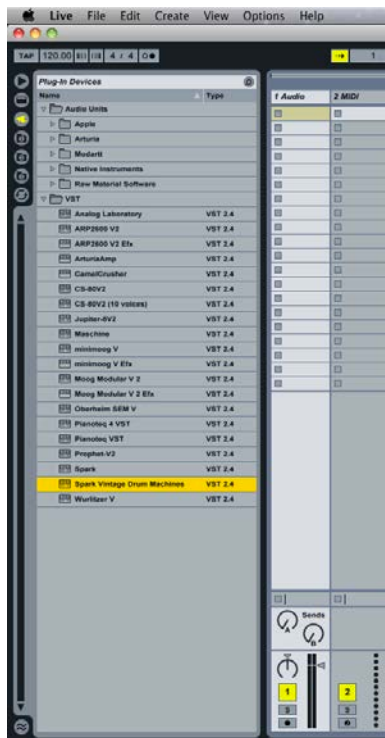 Live File Edit Create View Options Help
TAP 120.00 4 / 4 1
Plug-In Devices
Name Type
Audio Units
Apple
Arturia
Modartt
Native Instruments
Raw Material Software
VST
Analog Laboratory VST 2.4
ARP2600 V2 VST 2.4
ARP2600 V2 Efx VST 2.4
ArturiaAmp VST 2.4
CamelCrusher VST 2.4
CS-80V2 VST 2.4
CS-80V2 (10 voices) VST 2.4
Jupiter-8V2 VST 2.4
Maschine VST 2.4
minimoog V VST 2.4
minimoog V Efx VST 2.4
Moog Modular V 2 VST 2.4
Moog Modular V 2 Efx VST 2.4
Oberheim SEM V VST 2.4
Pianoteq 4 VST VST 2.4
Pianoteq VST VST 2.4
Prophet-V2 VST 2.4
Spark VST 2.4
Spark Vintage Drum Machines VST 2.4
Wurlitzer V VST 2.4
1 Audio 2 MIDI
Sends
A
B
1 2
S S